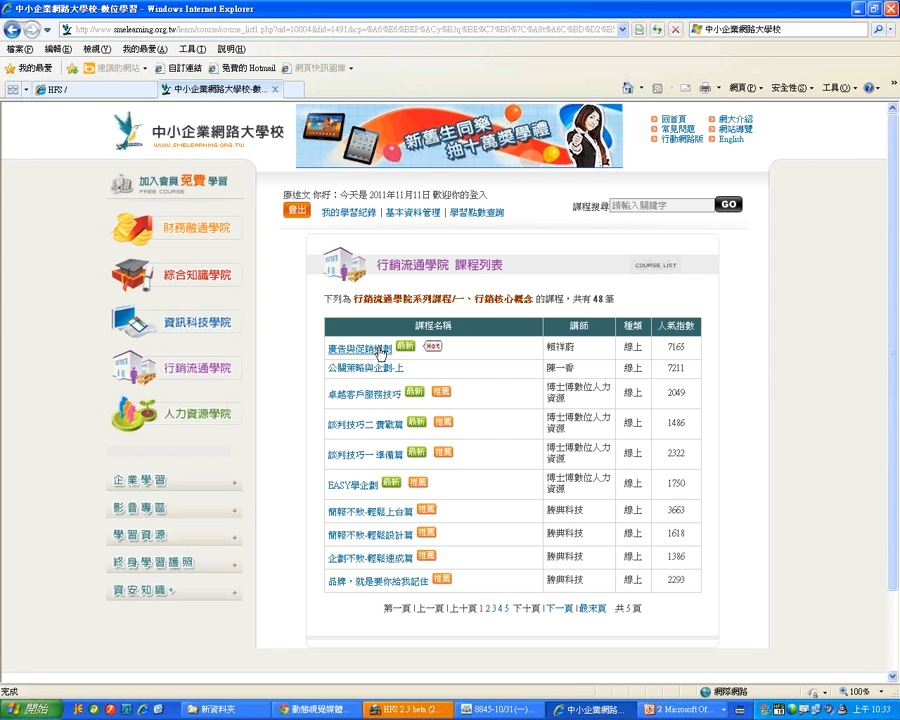 中小企業網路大學校-數位學習 - Windows Internet Explorer
檔案(F) 編輯(E) 檢視(V) 我的最愛(A) 工具(T) 說明(H)
我的最愛 建議的網站 自訂連結 免費的 Hotmail 網頁快訊圖庫
HFS / 中小企業網路大學校-數... 網頁(P) 安全性(S) 工具(O)
中小企業網路大學校
WWW.SMELEARNING.ORG.TW
新舊生同樂
抽十萬獎學禮
回首頁 網大介紹
常見問題 網站導覽
行動網路版 English
加入會員 免費 學習
FREE COURSE
財務融通學院
綜合知識學院
資訊科技學院
行銷流通學院
人力資源學院
企業學習
影音專區
學習資源
終身學習護照
資安知識+
廖述文 你好:今天是 2011年11月11日 歡迎你的登入
登出 我的學習紀錄 | 基本資料管理 | 學習點數查詢
課程搜尋 請輸入關鍵字 GO
行銷流通學院 課程列表
COURSE LIST
下列為 行銷流通學院系列課程/一、行銷核心概念 的課程,共有 48 筆
課程名稱 講師 種類 人氣指數
廣告與促銷規劃 最新 Hot 賴祥蔚 線上 7165
公關策略與企劃-上 陳一香 線上 7211
卓越客戶服務技巧 最新 推薦 博士博數位人力資源 線上 2049
談判技巧二 實戰篇 最新 推薦 博士博數位人力資源 線上 1486
談判技巧一 準備篇 最新 推薦 博士博數位人力資源 線上 2322
EASY學企劃 最新 推薦 博士博數位人力資源 線上 1750
簡報不敗-輕鬆上台篇 推薦 勝典科技 線上 3663
簡報不敗-輕鬆設計篇 推薦 勝典科技 線上 1618
企劃不敗-輕鬆速成篇 推薦 勝典科技 線上 1386
品牌,就是要你給我記住 推薦 勝典科技 線上 2293
第一頁 | 上一頁 | 上十頁 1 2 3 4 5 下十頁 | 下一頁 | 最末頁 共 5 頁
完成 網際網路 100%
開始 新資料夾 動態視覺媒體... HFS 2.3 beta (2... 8845-10/31(一)... 中小企業網路... 2 Microsoft Of... 上午 10:33